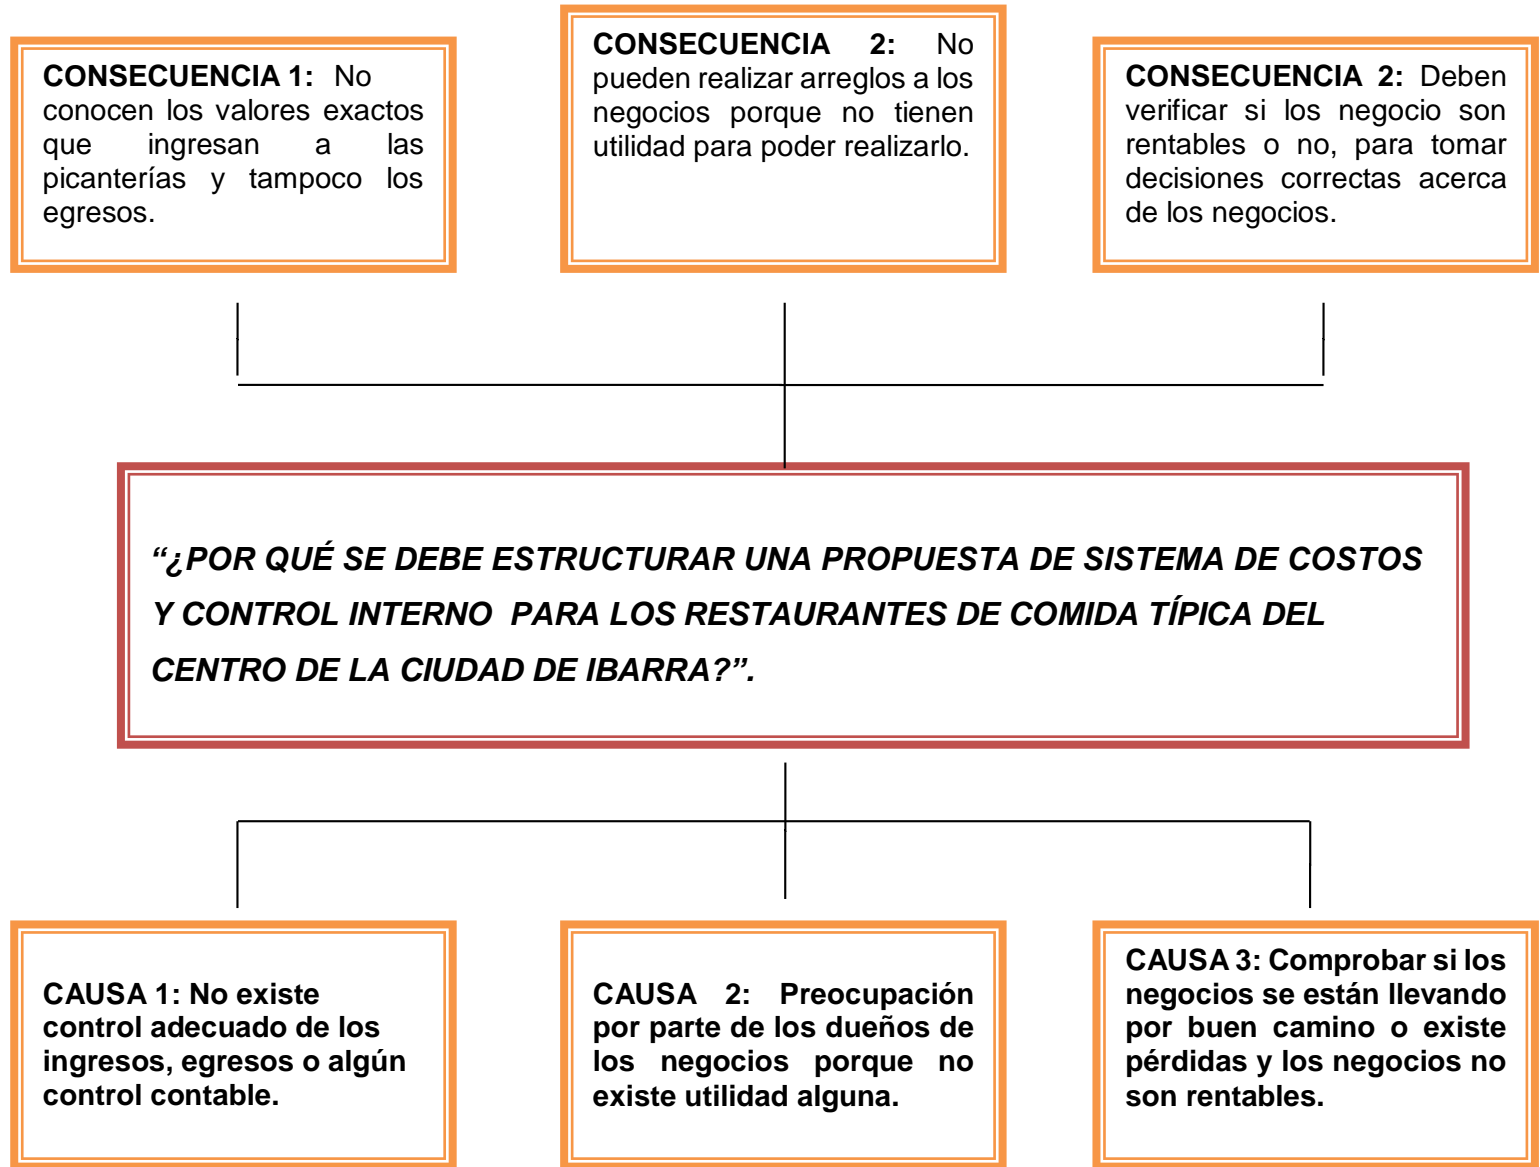 CONSECUENCIA 1: No
conocen los valores exactos
que ingresan a las
picanterías y tampoco los
egresos.
CONSECUENCIA 2: No
pueden realizar arreglos a los
negocios porque no tienen
utilidad para poder realizarlo.
CONSECUENCIA 2: Deben
verificar si los negocio son
rentables o no, para tomar
decisiones correctas acerca
de los negocios.
“¿POR QUÉ SE DEBE ESTRUCTURAR UNA PROPUESTA DE SISTEMA DE COSTOS
Y CONTROL INTERNO PARA LOS RESTAURANTES DE COMIDA TÍPICA DEL
CENTRO DE LA CIUDAD DE IBARRA?”.
CAUSA 1: No existe
control adecuado de los
ingresos, egresos o algún
control contable.
CAUSA 2: Preocupación
por parte de los dueños de
los negocios porque no
existe utilidad alguna.
CAUSA 3: Comprobar si los
negocios se están llevando
por buen camino o existe
pérdidas y los negocios no
son rentables.